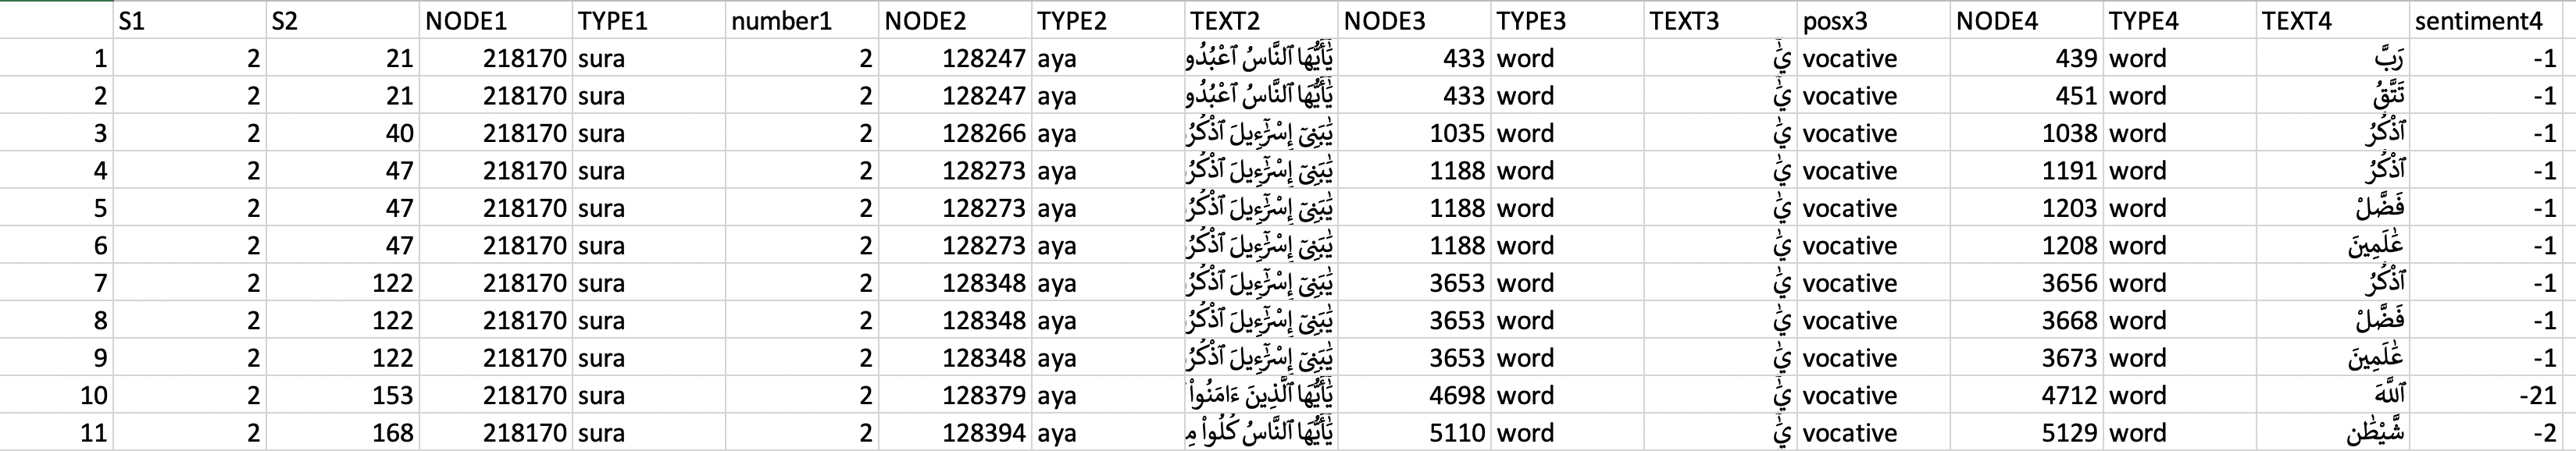 S1 S2 NODE1 TYPE1 number1 NODE2 TYPE2 TEXT2 NODE3 TYPE3 TEXT3 posx3 NODE4 TYPE4 TEXT4 sentiment4
1 2 21 218170 sura 2 128247 aya يَٰٓأَيُّهَا ٱلنَّاسُ ٱعْبُدُو 433 word يَٰٓ vocative 439 word رَبَّ -1
2 2 21 218170 sura 2 128247 aya يَٰٓأَيُّهَا ٱلنَّاسُ ٱعْبُدُو 433 word يَٰٓ vocative 451 word تَتَّقُ -1
3 2 40 218170 sura 2 128266 aya يَٰبَنِىٓ إِسْرَٰٓءِيلَ ٱذْكُرُ 1035 word يَٰ vocative 1038 word ٱذْكُرُ -1
4 2 47 218170 sura 2 128273 aya يَٰبَنِىٓ إِسْرَٰٓءِيلَ ٱذْكُرُ 1188 word يَٰ vocative 1191 word ٱذْكُرُ -1
5 2 47 218170 sura 2 128273 aya يَٰبَنِىٓ إِسْرَٰٓءِيلَ ٱذْكُرُ 1188 word يَٰ vocative 1203 word فَضَّلْ -1
6 2 47 218170 sura 2 128273 aya يَٰبَنِىٓ إِسْرَٰٓءِيلَ ٱذْكُرُ 1188 word يَٰ vocative 1208 word عَٰلَمِينَ -1
7 2 122 218170 sura 2 128348 aya يَٰبَنِىٓ إِسْرَٰٓءِيلَ ٱذْكُرُ 3653 word يَٰ vocative 3656 word ٱذْكُرُ -1
8 2 122 218170 sura 2 128348 aya يَٰبَنِىٓ إِسْرَٰٓءِيلَ ٱذْكُرُ 3653 word يَٰ vocative 3668 word فَضَّلْ -1
9 2 122 218170 sura 2 128348 aya يَٰبَنِىٓ إِسْرَٰٓءِيلَ ٱذْكُرُ 3653 word يَٰ vocative 3673 word عَٰلَمِينَ -1
10 2 153 218170 sura 2 128379 aya يَٰٓأَيُّهَا ٱلَّذِينَ ءَامَنُوا۟ 4698 word يَٰٓ vocative 4712 word ٱللَّهَ -21
11 2 168 218170 sura 2 128394 aya يَٰٓأَيُّهَا ٱلنَّاسُ كُلُوا۟ مِ 5110 word يَٰٓ vocative 5129 word شَّيْطَٰنِ -2